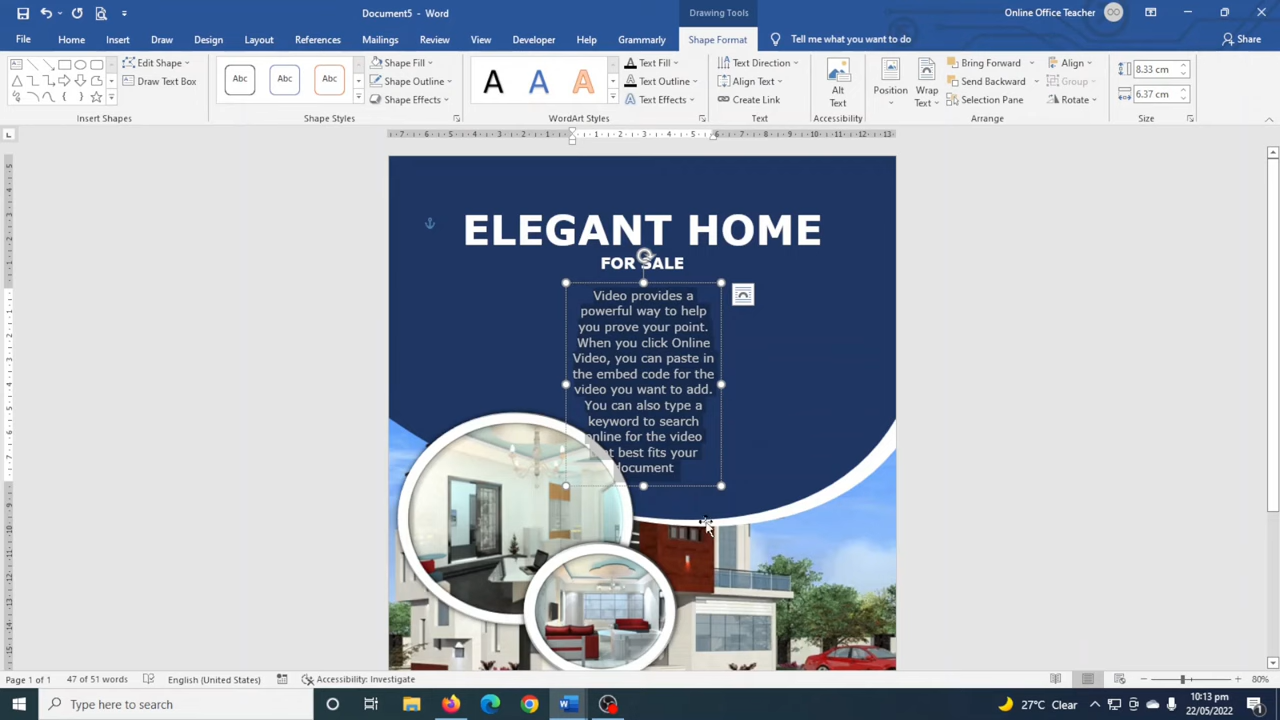 Document5 - Word
Drawing Tools
Online Office Teacher
OO
File Home Insert Draw Design Layout References Mailings Review View Developer Help Grammarly Shape Format Tell me what you want to do Share
Edit Shape
Draw Text Box
Insert Shapes
Abc Abc Abc
Shape Fill
Shape Outline
Shape Effects
Shape Styles
A A A
Text Fill
Text Outline
Text Effects
WordArt Styles
Text Direction
Align Text
Create Link
Text
Alt Text
Accessibility
Position
Wrap Text
Bring Forward
Send Backward
Selection Pane
Align
Group
Rotate
Arrange
8.33 cm
6.37 cm
Size
ELEGANT HOME
FOR SALE
Video provides a
powerful way to help
you prove your point.
When you click Online
Video, you can paste in
the embed code for the
video you want to add.
You can also type a
keyword to search
online for the video
that best fits your
document
Page 1 of 1 47 of 51 words English (United States) Accessibility: Investigate 80%
Type here to search
27°C Clear
10:13 pm
22/05/2022